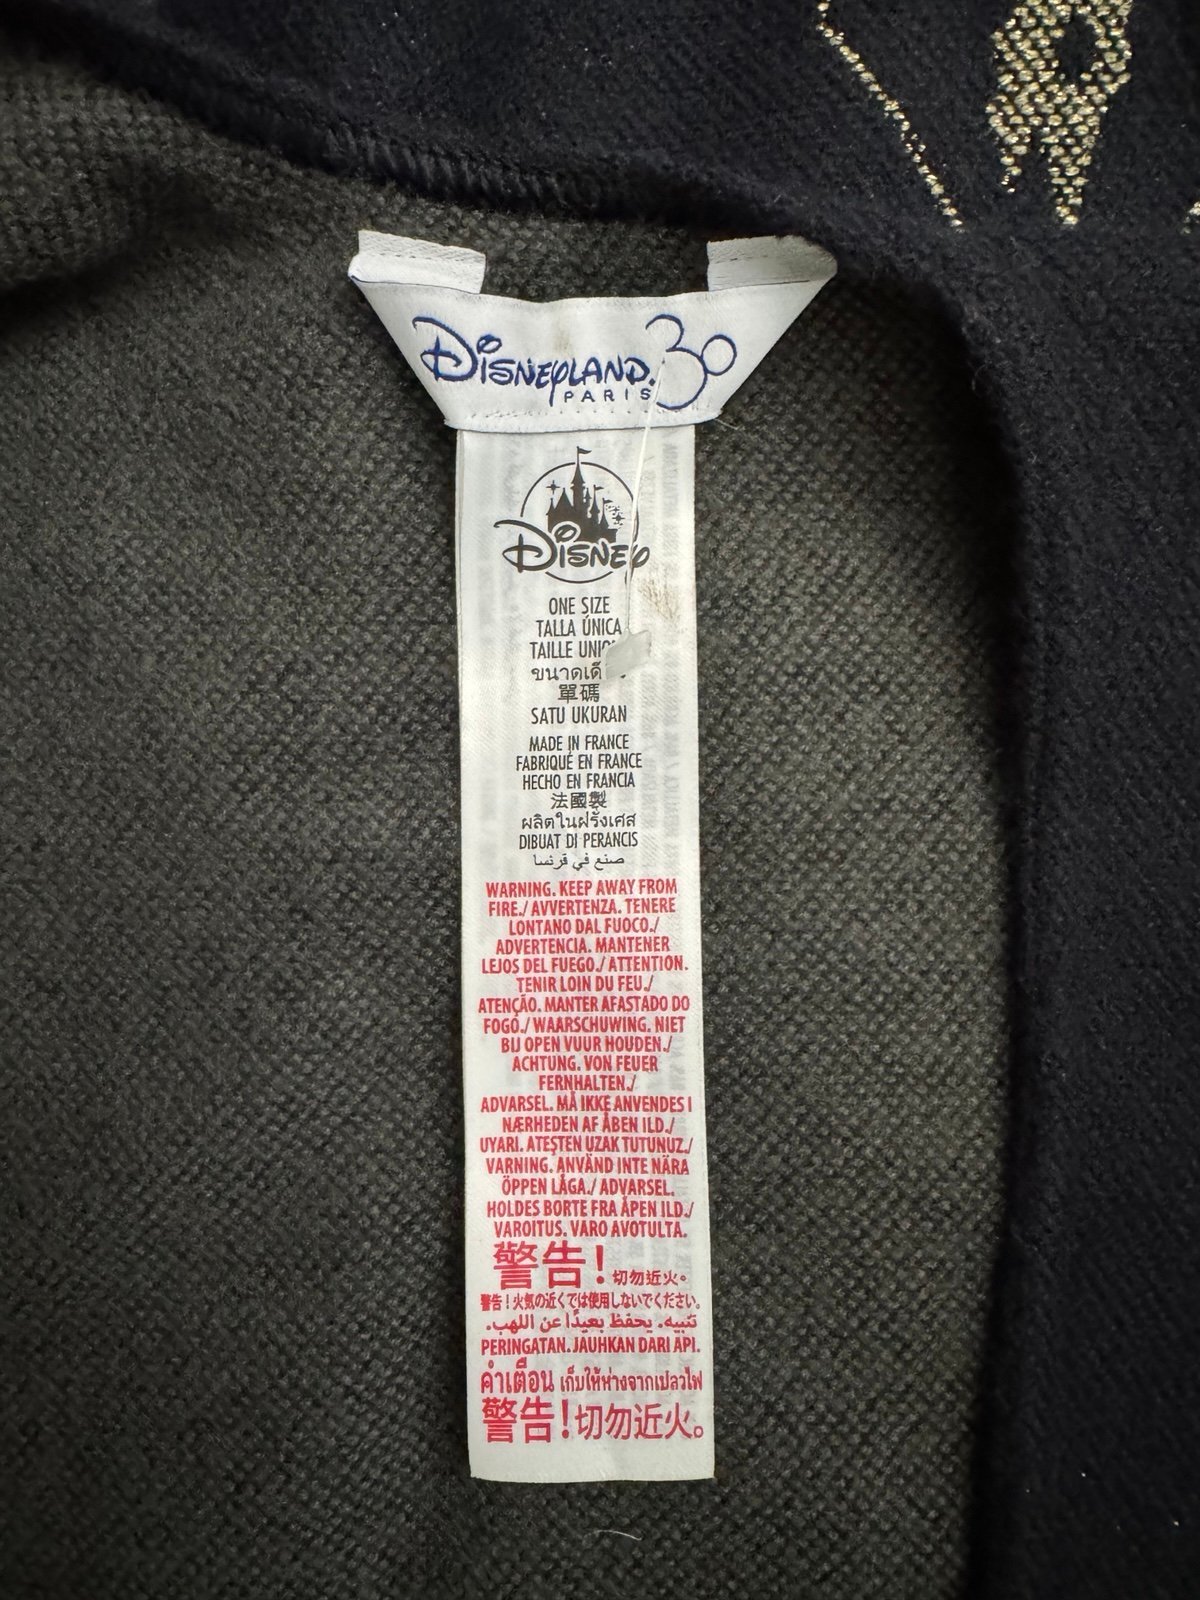 DISNEYLAND. 30
PARIS
DISNEY
ONE SIZE
TALLA ÚNICA
TAILLE
單碼
SATU UKURAN
MADE IN FRANCE
FABRIQUÉ EN FRANCE
HECHO EN FRANCIA
法國製
ผลิตในฝรั่งเศส
DIBUAT DI PERANCIS
صنع في فرنسا
WARNING. KEEP AWAY FROM
FIRE./ AVVERTENZA. TENERE
LONTANO DAL FUOCO./
ADVERTENCIA. MANTENER
LEJOS DEL FUEGO./ ATTENTION.
TENIR LOIN DU FEU./
ATENÇÃO. MANTER AFASTADO DO
FOGO./ WAARSCHUWING. NIET
BIJ OPEN VUUR HOUDEN./
ACHTUNG. VON FEUER
FERNHALTEN./
ADVARSEL. MÅ IKKE ANVENDES I
NÆRHEDEN AF ÅBEN ILD./
UYARI. ATEŞTEN UZAK TUTUNUZ./
VARNING. ANVÄND INTE NÄRA
ÖPPEN LÅGA./ ADVARSEL.
HOLDES BORTE FRA ÅPEN ILD./
VAROITUS. VARO AVOTULTA.
警告！切勿近火。
警告！火気の近くでは使用しないでください。
تنبيه. يحفظ بعيدًا عن اللهب.
PERINGATAN. JAUHKAN DARI API.
คำเตือน เก็บให้ห่างจากเปลวไฟ
警告！切勿近火。